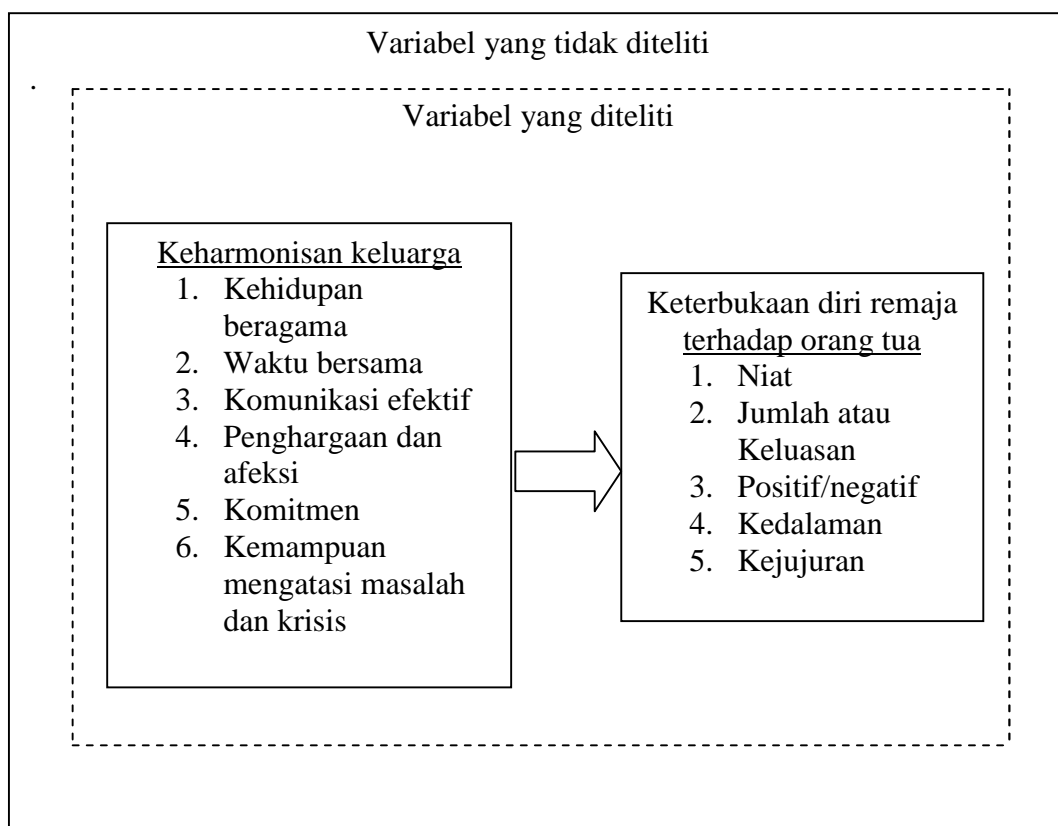 Variabel yang tidak diteliti
.
Variabel yang diteliti
Keharmonisan keluarga
1. Kehidupan
beragama
2. Waktu bersama
3. Komunikasi efektif
4. Penghargaan dan
afeksi
5. Komitmen
6. Kemampuan
mengatasi masalah
dan krisis
Keterbukaan diri remaja
terhadap orang tua
1. Niat
2. Jumlah atau
Keluasan
3. Positif/negatif
4. Kedalaman
5. Kejujuran